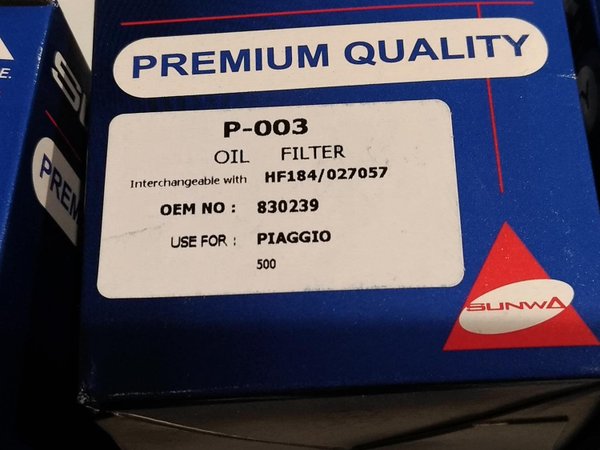 E.
PREMIUM QUALITY
P-003
OIL FILTER
Interchangeable with HF184/027057
OEM NO : 830239
USE FOR : PIAGGIO
500
SUNWA